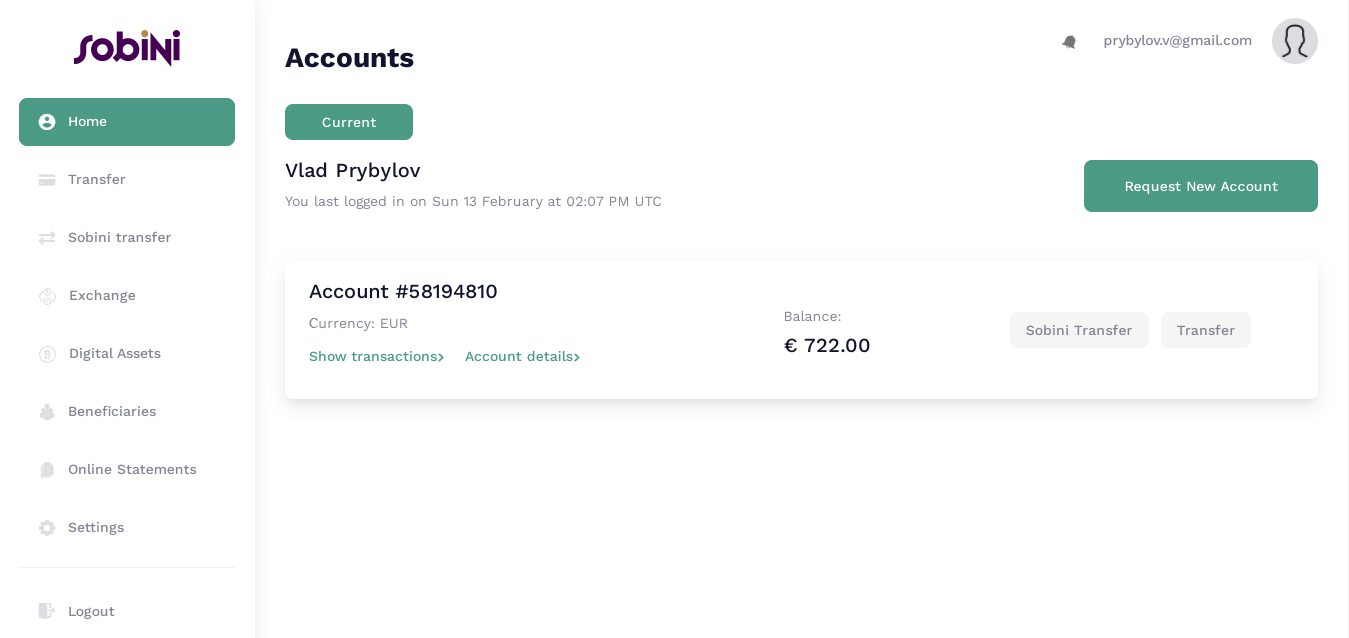 sobini
Home
Transfer
Sobini transfer
Exchange
Digital Assets
Beneficiaries
Online Statements
Settings
Logout
prybylov.v@gmail.com
Accounts
Current
Vlad Prybylov
You last logged in on Sun 13 February at 02:07 PM UTC
Request New Account
Account #58194810
Currency: EUR
Show transactions> Account details>
Balance:
€ 722.00
Sobini Transfer Transfer